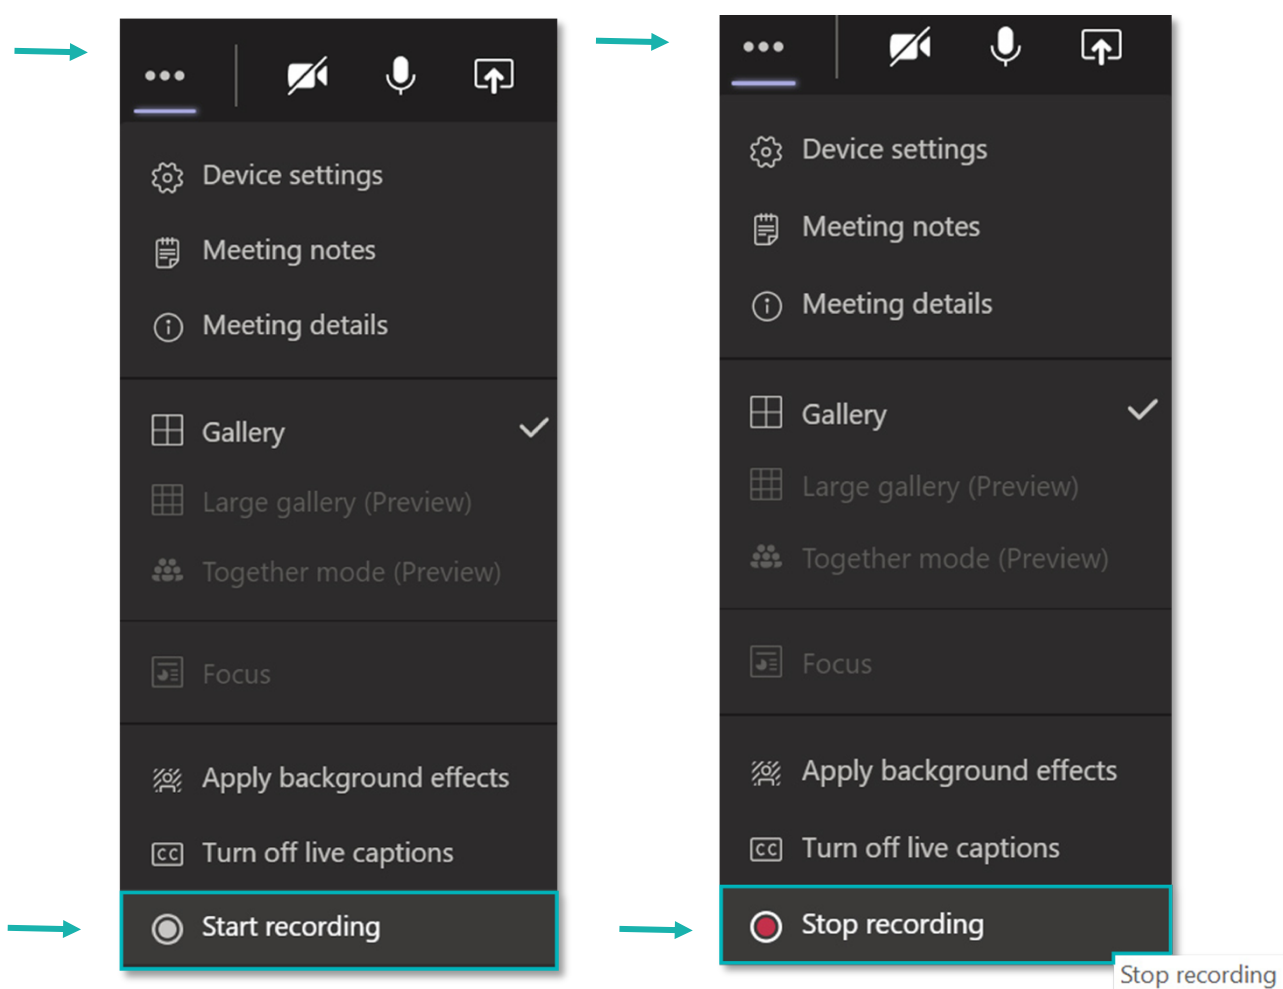 Device settings
Meeting notes
Meeting details
Gallery
Large gallery (Preview)
Together mode (Preview)
Focus
Apply background effects
CC Turn off live captions
Start recording
Device settings
Meeting notes
Meeting details
Gallery
Large gallery (Preview)
Together mode (Preview)
Focus
Apply background effects
CC Turn off live captions
Stop recording
Stop recording